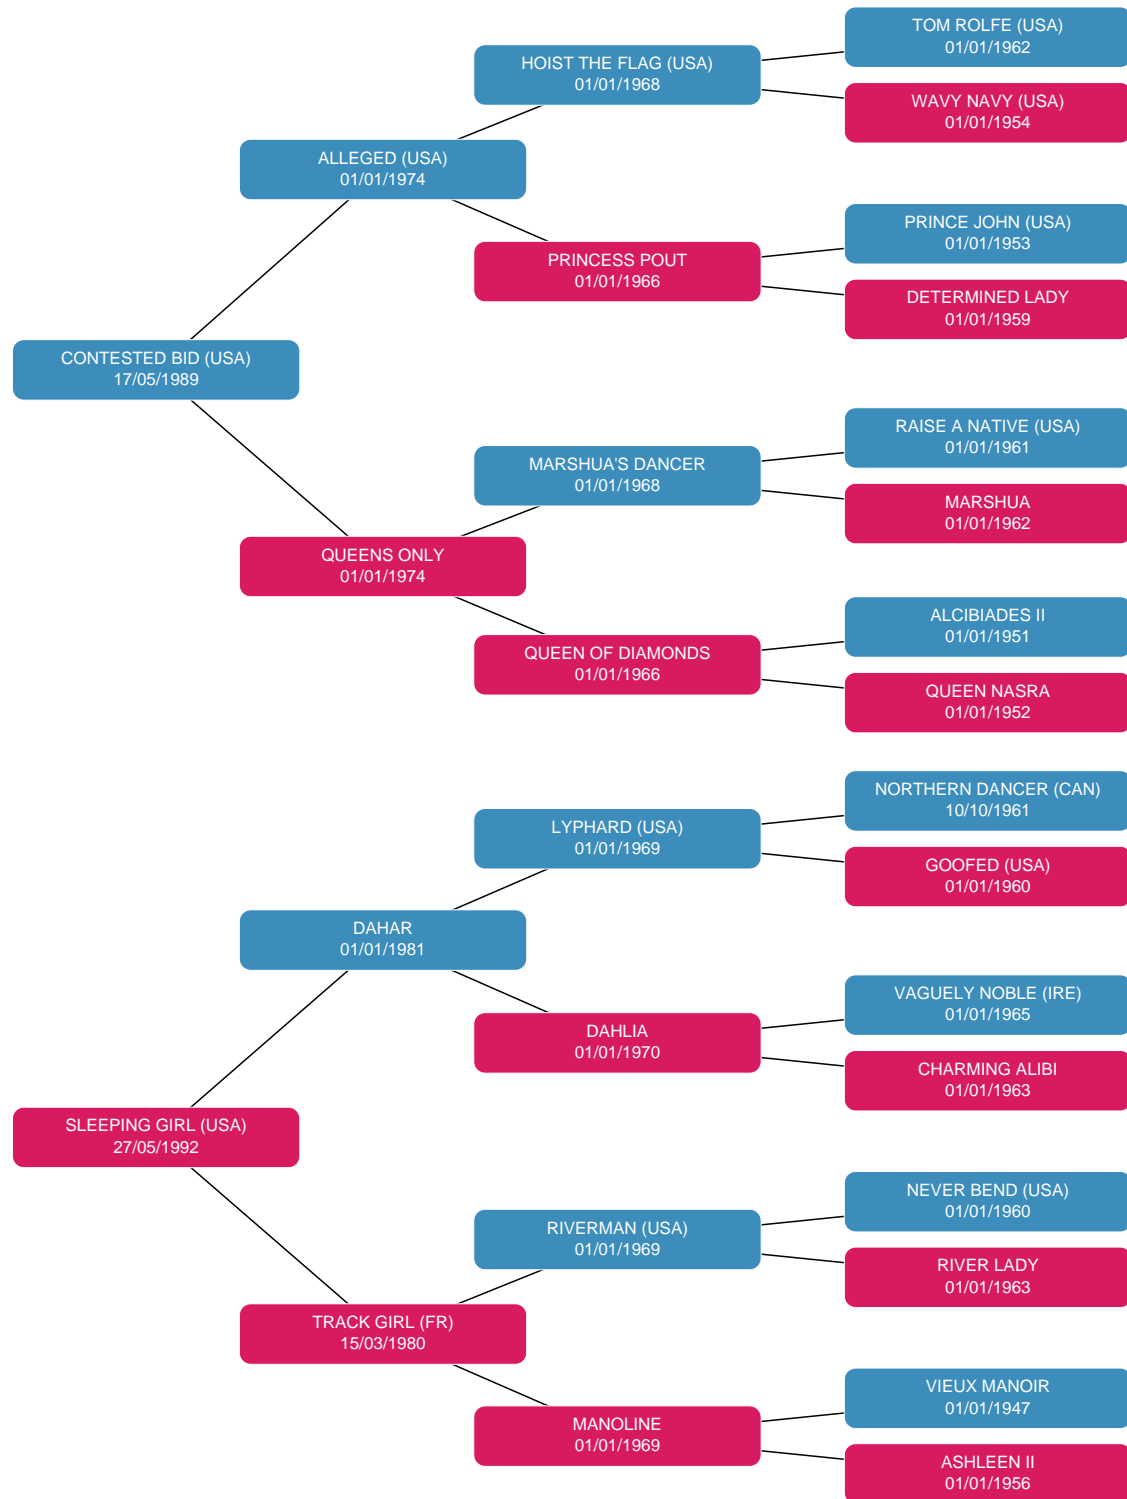 TOM ROLFE (USA)
01/01/1962
HOIST THE FLAG (USA)
01/01/1968
WAVY NAVY (USA)
01/01/1954
ALLEGED (USA)
01/01/1974
PRINCE JOHN (USA)
01/01/1953
PRINCESS POUT
01/01/1966
DETERMINED LADY
01/01/1959
CONTESTED BID (USA)
17/05/1989
RAISE A NATIVE (USA)
01/01/1961
MARSHUA'S DANCER
01/01/1968
MARSHUA
01/01/1962
QUEENS ONLY
01/01/1974
ALCIBIADES II
01/01/1951
QUEEN OF DIAMONDS
01/01/1966
QUEEN NASRA
01/01/1952
NORTHERN DANCER (CAN)
10/10/1961
LYPHARD (USA)
01/01/1969
GOOFED (USA)
01/01/1960
DAHAR
01/01/1981
VAGUELY NOBLE (IRE)
01/01/1965
DAHLIA
01/01/1970
CHARMING ALIBI
01/01/1963
SLEEPING GIRL (USA)
27/05/1992
NEVER BEND (USA)
01/01/1960
RIVERMAN (USA)
01/01/1969
RIVER LADY
01/01/1963
TRACK GIRL (FR)
15/03/1980
VIEUX MANOIR
01/01/1947
MANOLINE
01/01/1969
ASHLEEN II
01/01/1956